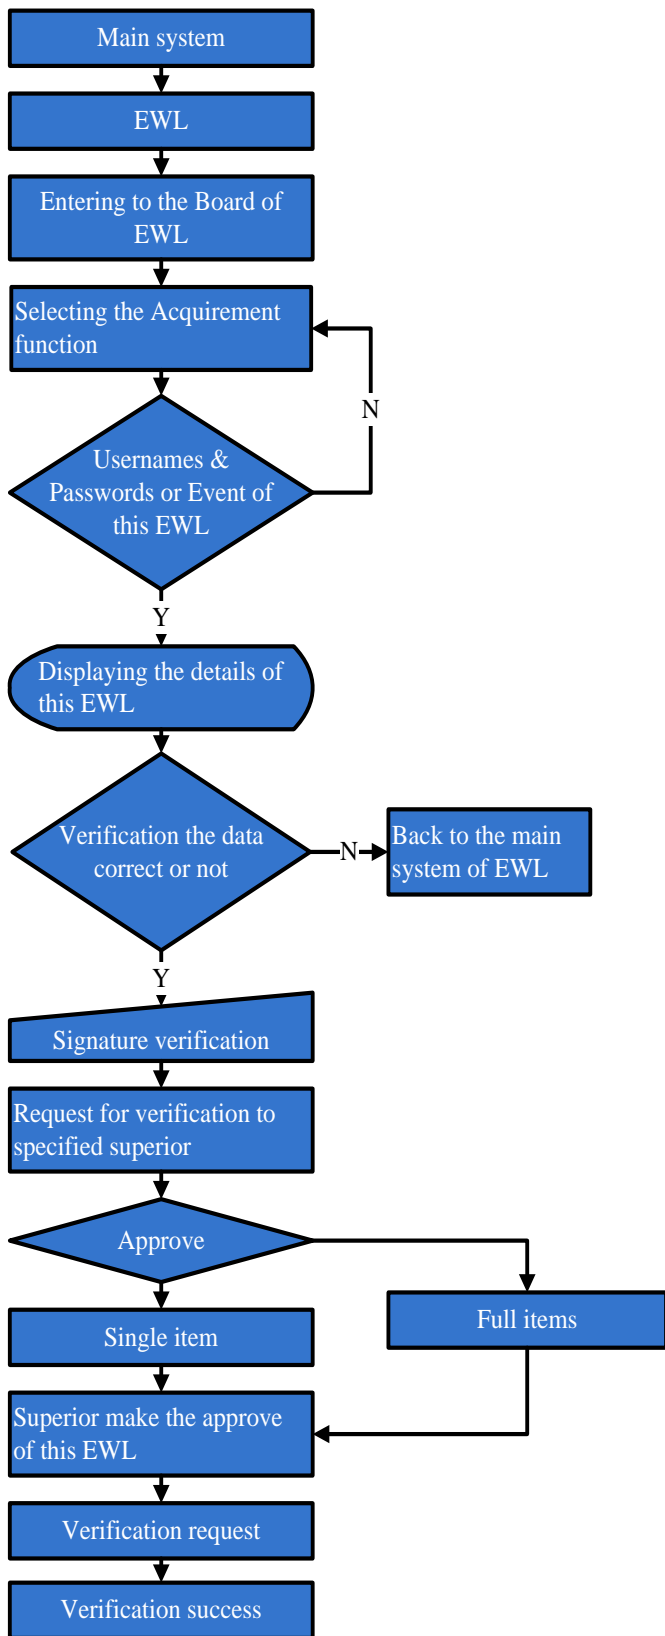 Main system
EWL
Entering to the Board of
EWL
Selecting the Acquirement
function
N
Usernames &
Passwords or Event of
this EWL
Y
Displaying the details of
this EWL
Verification the data
correct or not
N
Back to the main
system of EWL
Y
Signature verification
Request for verification to
specified superior
Approve
Single item
Full items
Superior make the approve
of this EWL
Verification request
Verification success